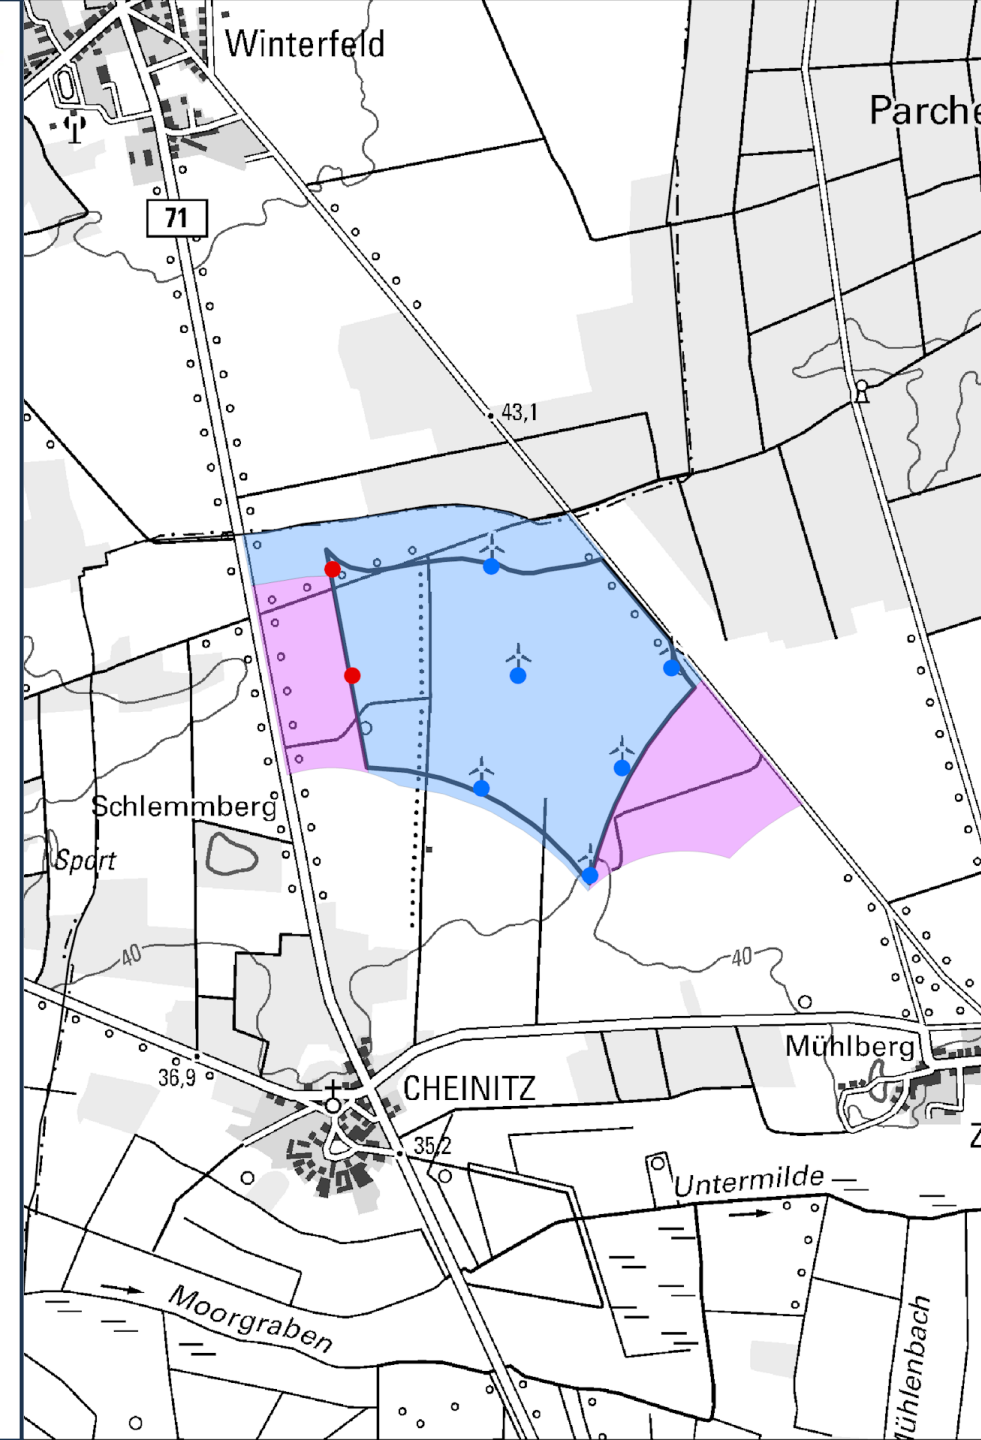 Winterfeld
Parche
71
43,1
Schlemmberg
Sport
40
40
36,9
Mühlberg
CHEINITZ
35,2
Z
Untermilde
Moorgraben
Mühlenbach